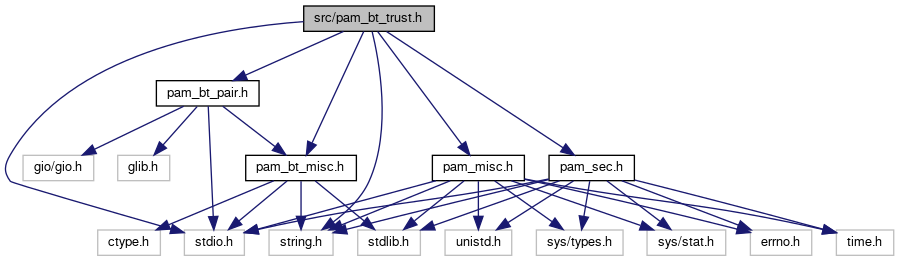 src/pam_bt_trust.h
pam_bt_pair.h
gio/gio.h
glib.h
pam_bt_misc.h
pam_misc.h
pam_sec.h
ctype.h
stdio.h
string.h
stdlib.h
unistd.h
sys/types.h
sys/stat.h
errno.h
time.h